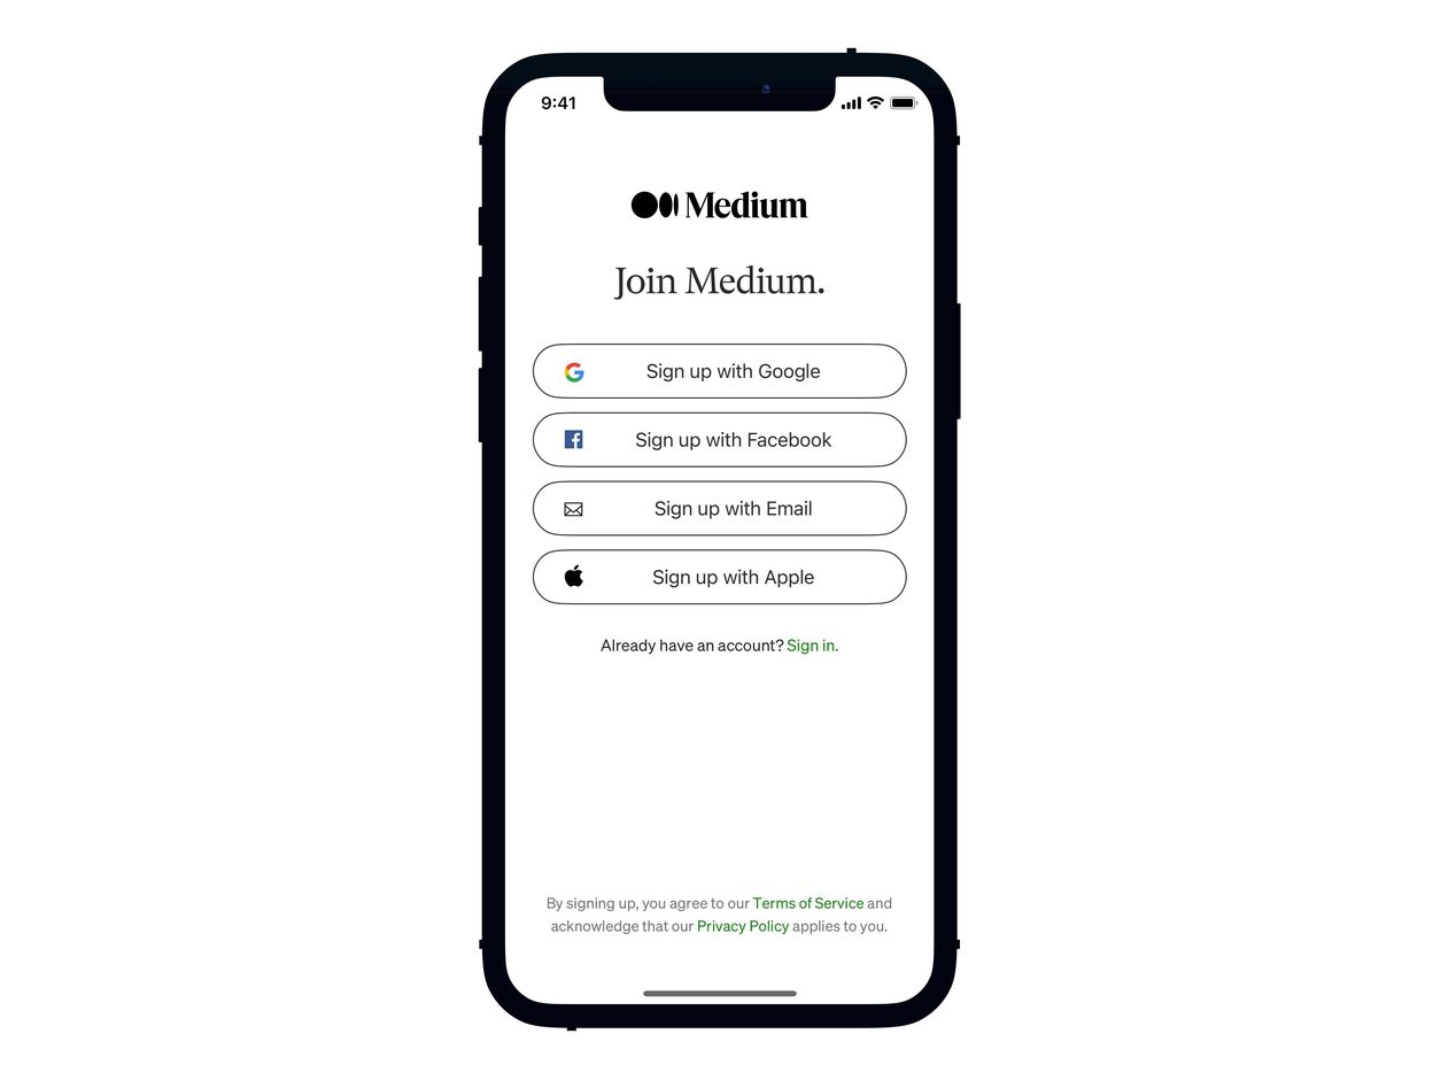 9:41
Medium
Join Medium.
Sign up with Google
Sign up with Facebook
Sign up with Email
Sign up with Apple
Already have an account? Sign in.
By signing up, you agree to our Terms of Service and
acknowledge that our Privacy Policy applies to you.